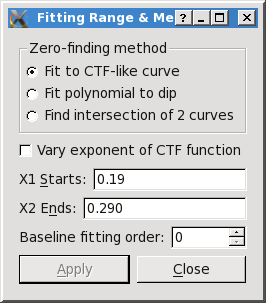 Fitting Range & Me
Zero-finding method
Fit to CTF-like curve
Fit polynomial to dip
Find intersection of 2 curves
Vary exponent of CTF function
X1 Starts: 0.19
X2 Ends: 0.290
Baseline fitting order: 0
Apply Close